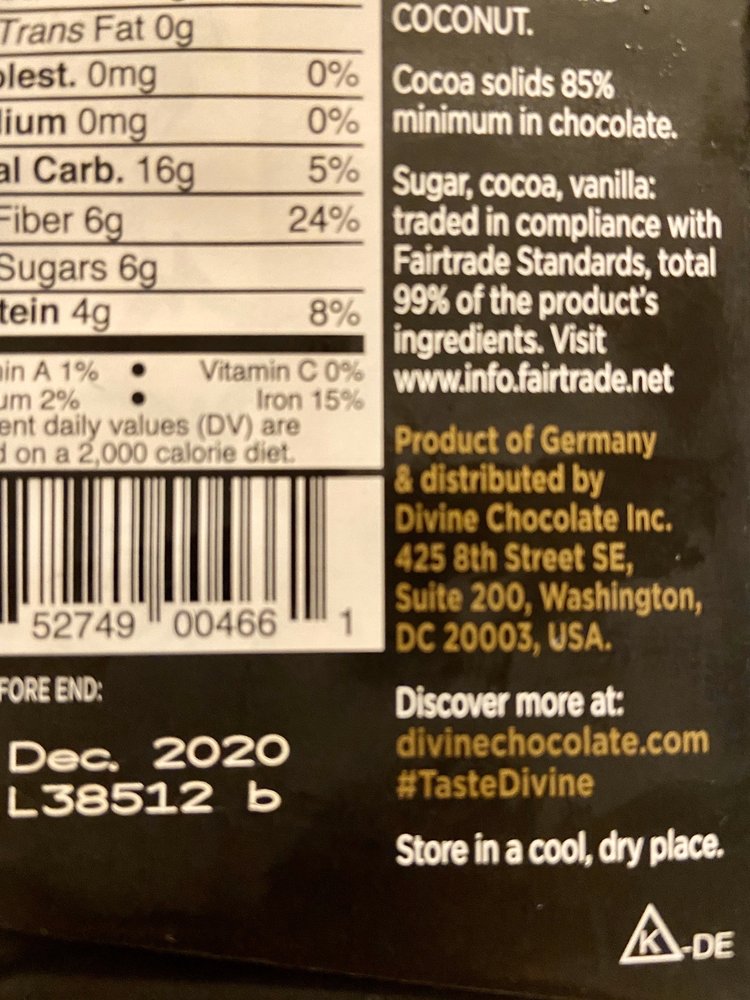 Trans Fat 0g
lest. 0mg 0%
ium 0mg 0%
al Carb. 16g 5%
Fiber 6g 24%
Sugars 6g
tein 4g 8%
in A 1% • Vitamin C 0%
um 2% • Iron 15%
ent daily values (DV) are
d on a 2,000 calorie diet.
52749 00466 1
FORE END:
Dec. 2020
L38512 b
COCONUT.
Cocoa solids 85%
minimum in chocolate.
Sugar, cocoa, vanilla:
traded in compliance with
Fairtrade Standards, total
99% of the product's
ingredients. Visit
www.info.fairtrade.net
Product of Germany
& distributed by
Divine Chocolate Inc.
425 8th Street SE,
Suite 200, Washington,
DC 20003, USA.
Discover more at:
divinechocolate.com
#TasteDivine
Store in a cool, dry place.
K-DE